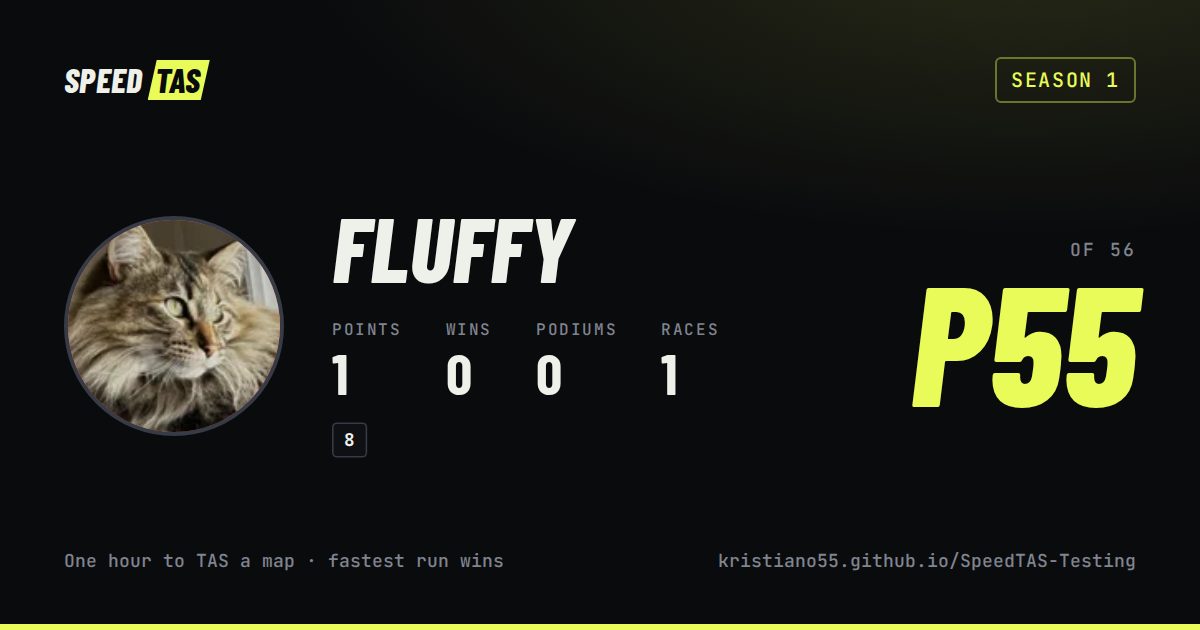 SPEED TAS
SEASON 1
FLUFFY
OF 56
P55
POINTS WINS PODIUMS RACES
1 0 0 1
8
One hour to TAS a map · fastest run wins
kristiano55.github.io/SpeedTAS-Testing